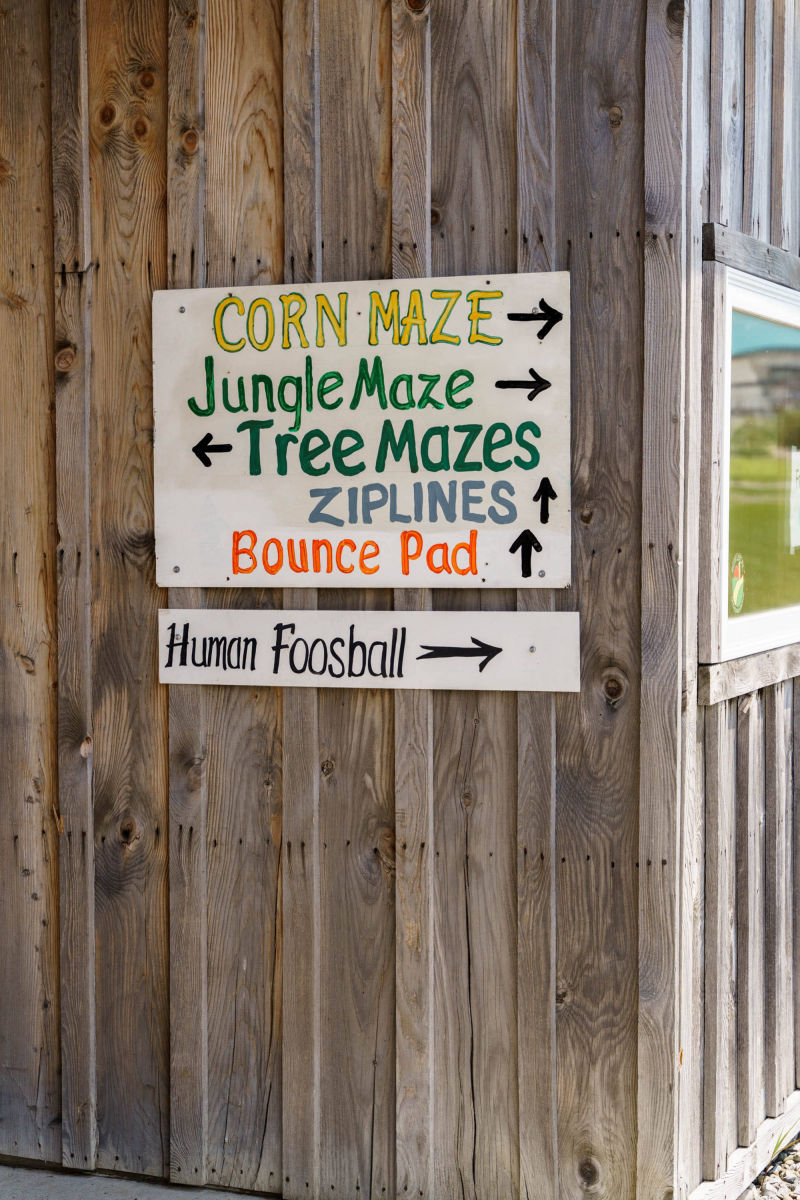 CORN MAZE →
Jungle Maze →
← Tree Mazes
ZIPLINES ↑
Bounce Pad ↑
Human Foosball →